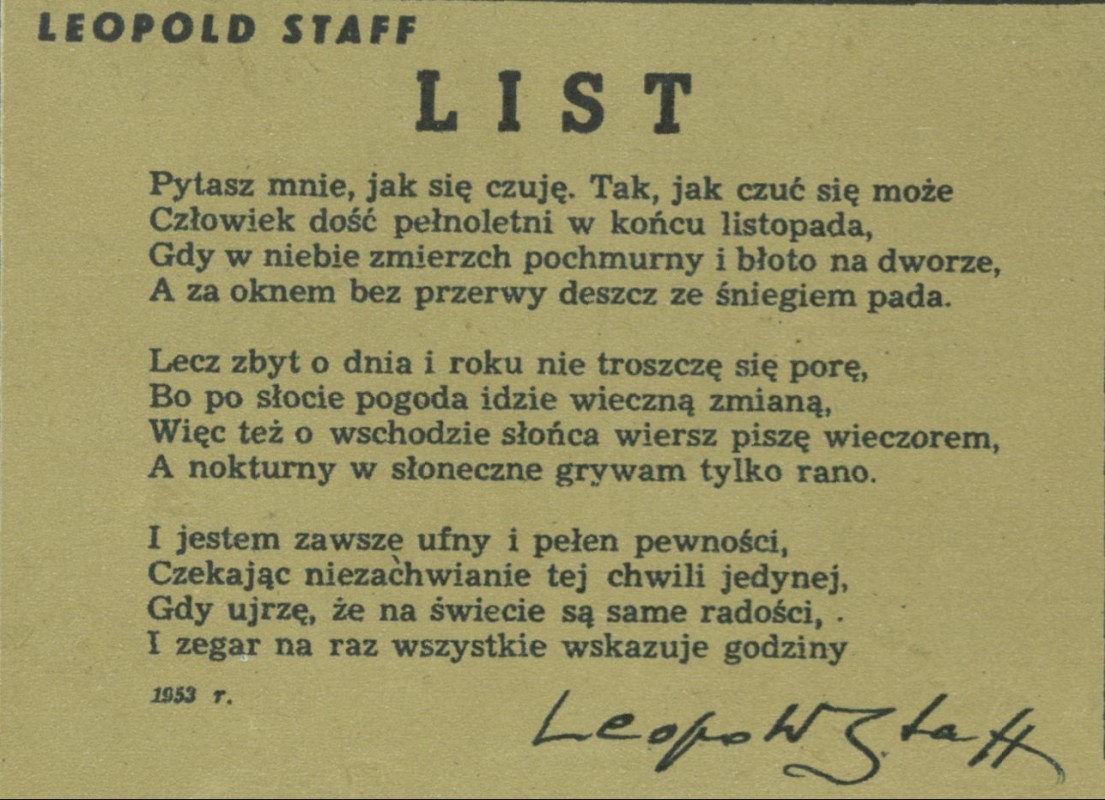 LEOPOLD STAFF
LIST
Pytasz mnie, jak się czuję. Tak, jak czuć się może
Człowiek dość pełnoletni w końcu listopada,
Gdy w niebie zmierzch pochmurny i błoto na dworze,
A za oknem bez przerwy deszcz ze śniegiem pada.
Lecz zbyt o dnia i roku nie troszczę się porę,
Bo po słocie pogoda idzie wieczną zmianą,
Więc też o wschodzie słońca wiersz piszę wieczorem,
A nokturny w słoneczne grywam tylko rano.
I jestem zawsze ufny i pełen pewności,
Czekając niezachwianie tej chwili jedynej,
Gdy ujrzę, że na świecie są same radości,
I zegar na raz wszystkie wskazuje godziny
1953 r.
Leopold Staff